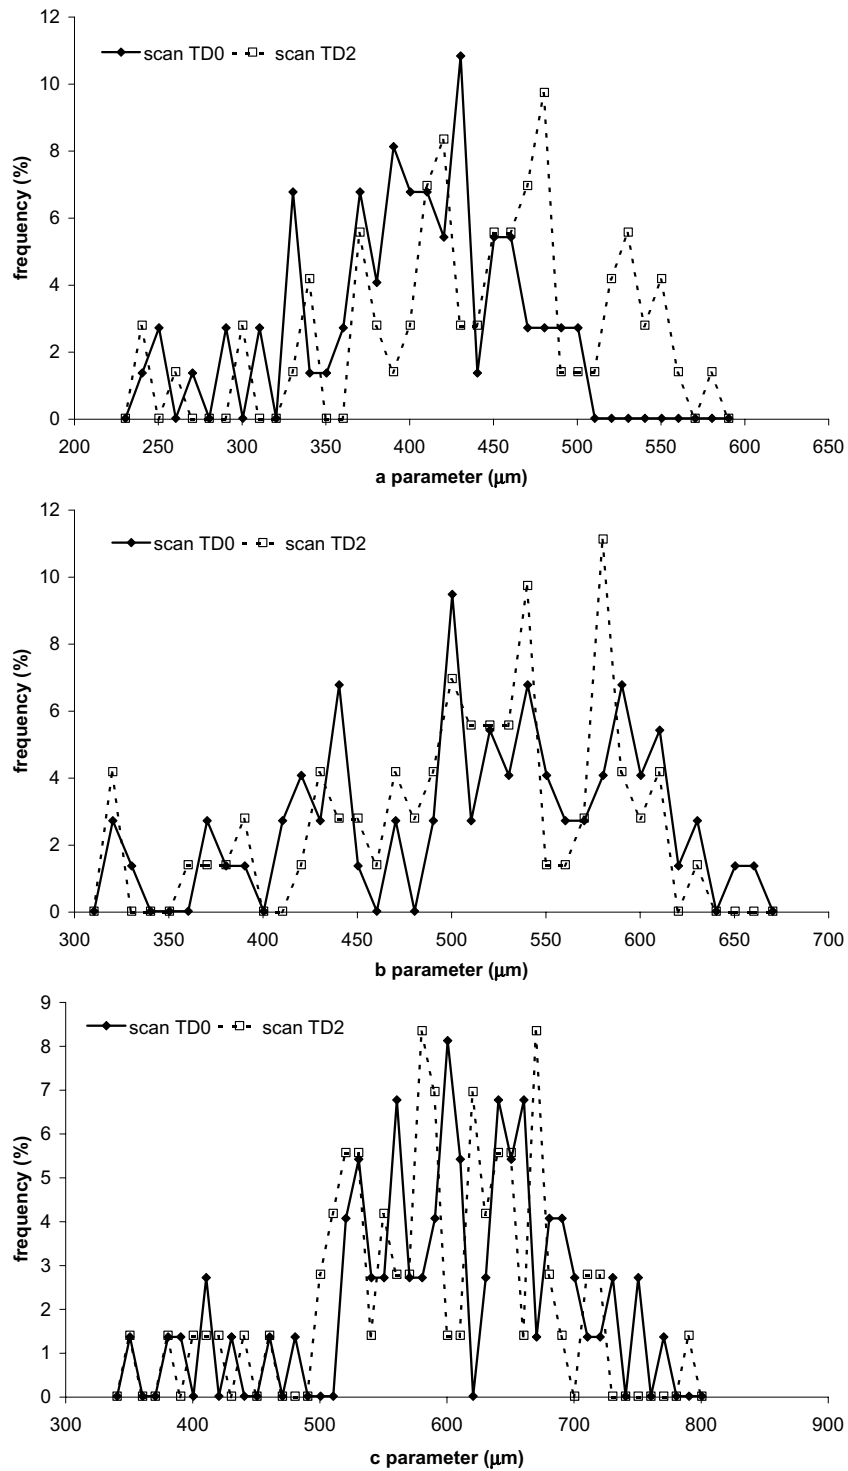 12
scan TD0 scan TD2
10
8
6
4
2
0
frequency (%)
200 250 300 350 400 450 500 550 600 650
a parameter (μm)
12
scan TD0 scan TD2
10
8
6
4
2
0
frequency (%)
300 350 400 450 500 550 600 650 700
b parameter (μm)
9
scan TD0 scan TD2
8
7
6
5
4
3
2
1
0
frequency (%)
300 400 500 600 700 800 900
c parameter (μm)